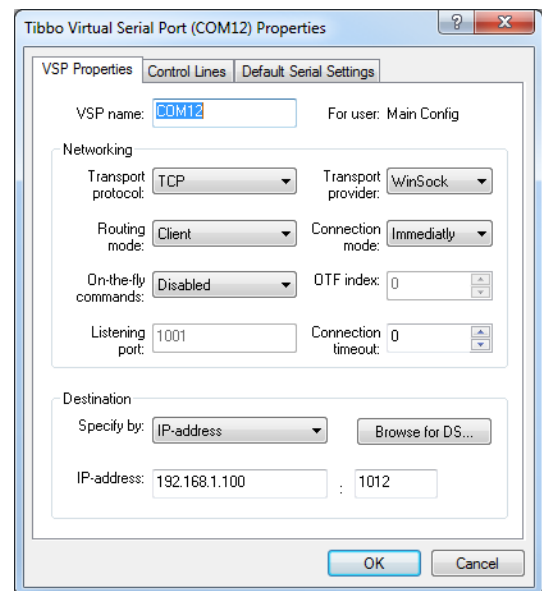 Tibbo Virtual Serial Port (COM12) Properties
VSP Properties Control Lines Default Serial Settings
VSP name: COM12 For user: Main Config
Networking
Transport protocol: TCP Transport provider: WinSock
Routing mode: Client Connection mode: Immediatly
On-the-fly commands: Disabled OTF index: 0
Listening port: 1001 Connection timeout: 0
Destination
Specify by: IP-address Browse for DS...
IP-address: 192.168.1.100 : 1012
OK Cancel